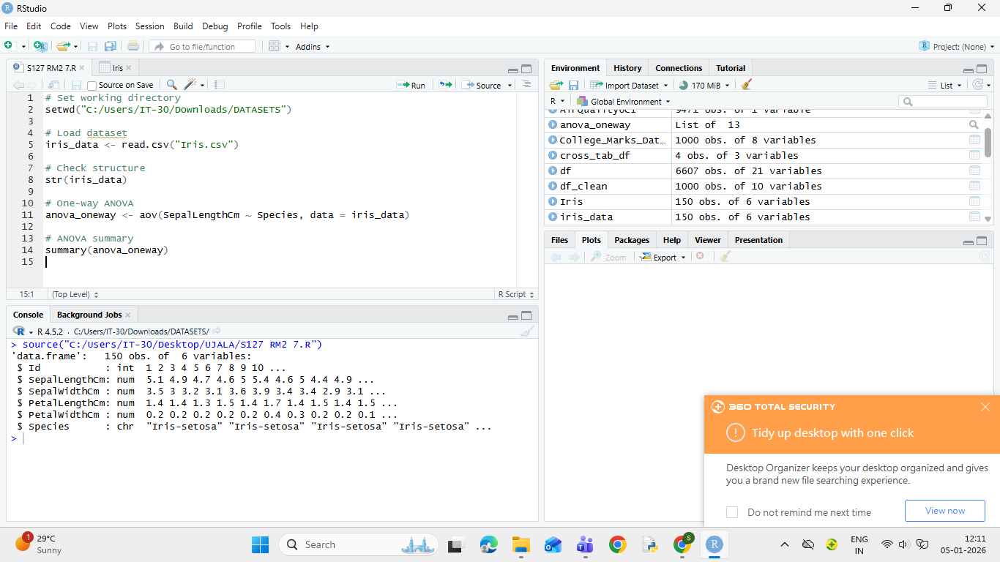 RStudio
File Edit Code View Plots Session Build Debug Profile Tools Help
Go to file/function
Addins
Project: (None)
S127 RM2 7.R
Iris
Source on Save
Run
Source
1 # Set working directory
2 setwd("C:/Users/IT-30/Downloads/DATASETS")
3
4 # Load dataset
5 iris_data <- read.csv("Iris.csv")
6
7 # Check structure
8 str(iris_data)
9
10 # One-way ANOVA
11 anova_oneway <- aov(SepalLengthCm ~ Species, data = iris_data)
12
13 # ANOVA summary
14 summary(anova_oneway)
15
15:1 (Top Level) R Script
Console Background Jobs
R R 4.5.2 · C:/Users/IT-30/Downloads/DATASETS/
> source("C:/Users/IT-30/Desktop/UJALA/S127 RM2 7.R")
'data.frame': 150 obs. of 6 variables:
$ Id : int 1 2 3 4 5 6 7 8 9 10 ...
$ SepalLengthCm: num 5.1 4.9 4.7 4.6 5 5.4 4.6 5 4.4 4.9 ...
$ SepalWidthCm : num 3.5 3 3.2 3.1 3.6 3.9 3.4 3.4 2.9 3.1 ...
$ PetalLengthCm: num 1.4 1.4 1.3 1.5 1.4 1.7 1.4 1.5 1.4 1.5 ...
$ PetalWidthCm : num 0.2 0.2 0.2 0.2 0.2 0.4 0.3 0.2 0.2 0.1 ...
$ Species : chr "Iris-setosa" "Iris-setosa" "Iris-setosa" "Iris-setosa" ...
>
Environment History Connections Tutorial
Import Dataset 170 MiB List
R Global Environment
anova_oneway List of 13
College_Marks_Dat... 1000 obs. of 8 variables
cross_tab_df 4 obs. of 3 variables
df 6607 obs. of 21 variables
df_clean 1000 obs. of 10 variables
Iris 150 obs. of 6 variables
iris_data 150 obs. of 6 variables
Files Plots Packages Help Viewer Presentation
Zoom Export
360 TOTAL SECURITY
Tidy up desktop with one click
Desktop Organizer keeps your desktop organized and gives
you a brand new file searching experience.
Do not remind me next time
View now
1
29°C
Sunny
Search
S
R
ENG
IN
12:11
05-01-2026